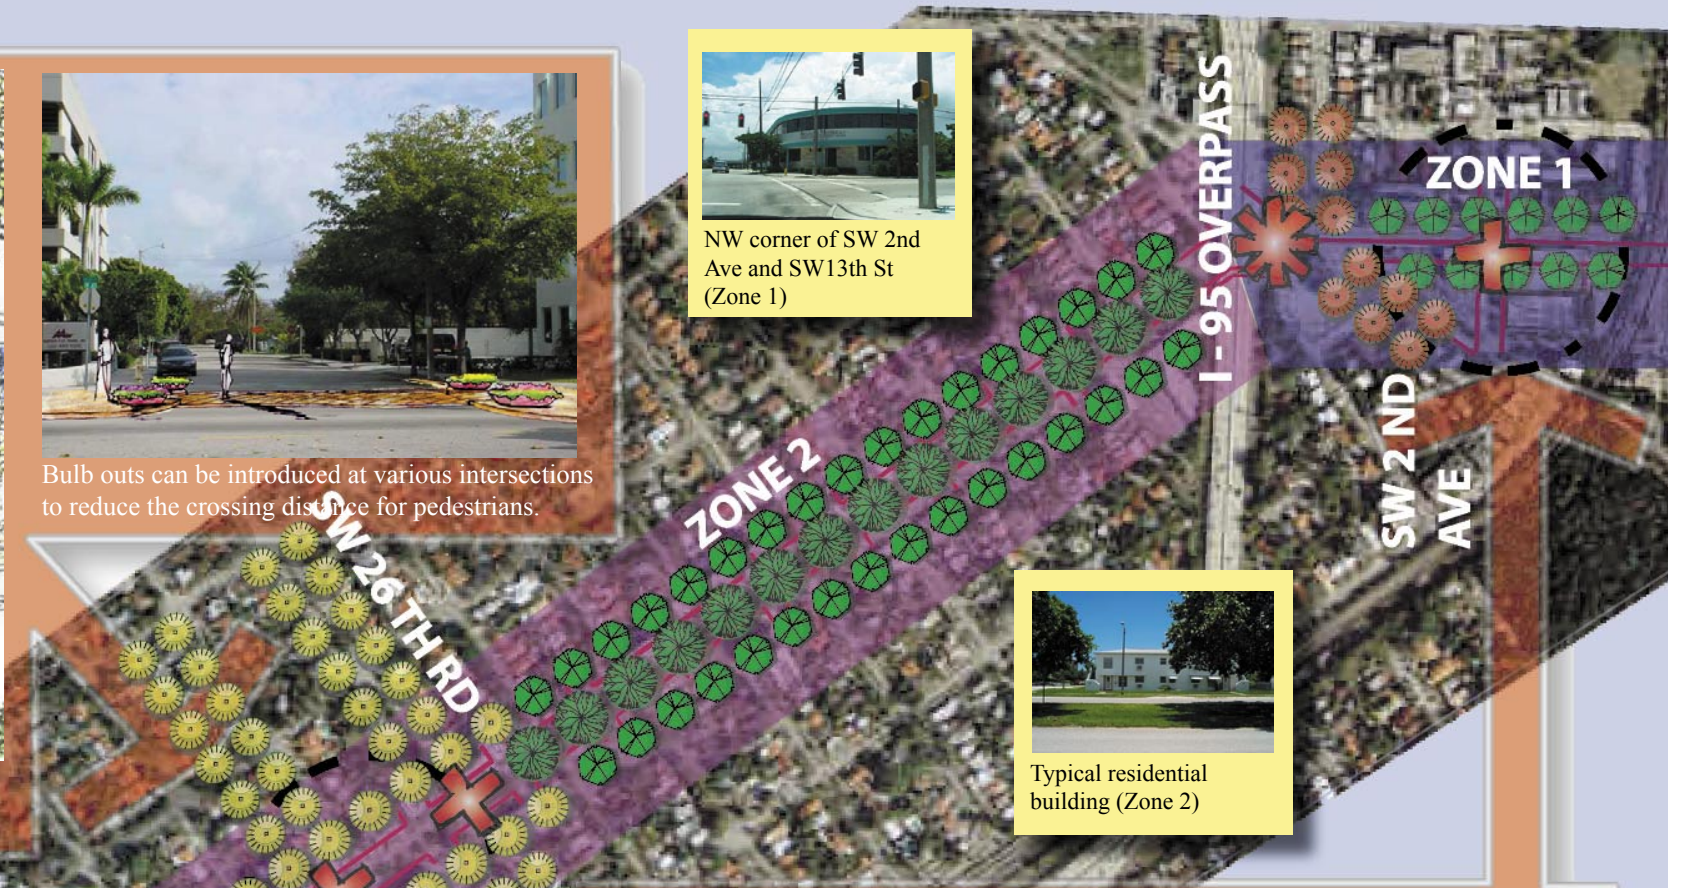 Bulb outs can be introduced at various intersections
to reduce the crossing distance for pedestrians.
NW corner of SW 2nd
Ave and SW13th St
(Zone 1)
I - 95 OVERPASS
ZONE 1
SW 2 ND
AVE
ZONE 2
SW 26 TH RD
Typical residential
building (Zone 2)